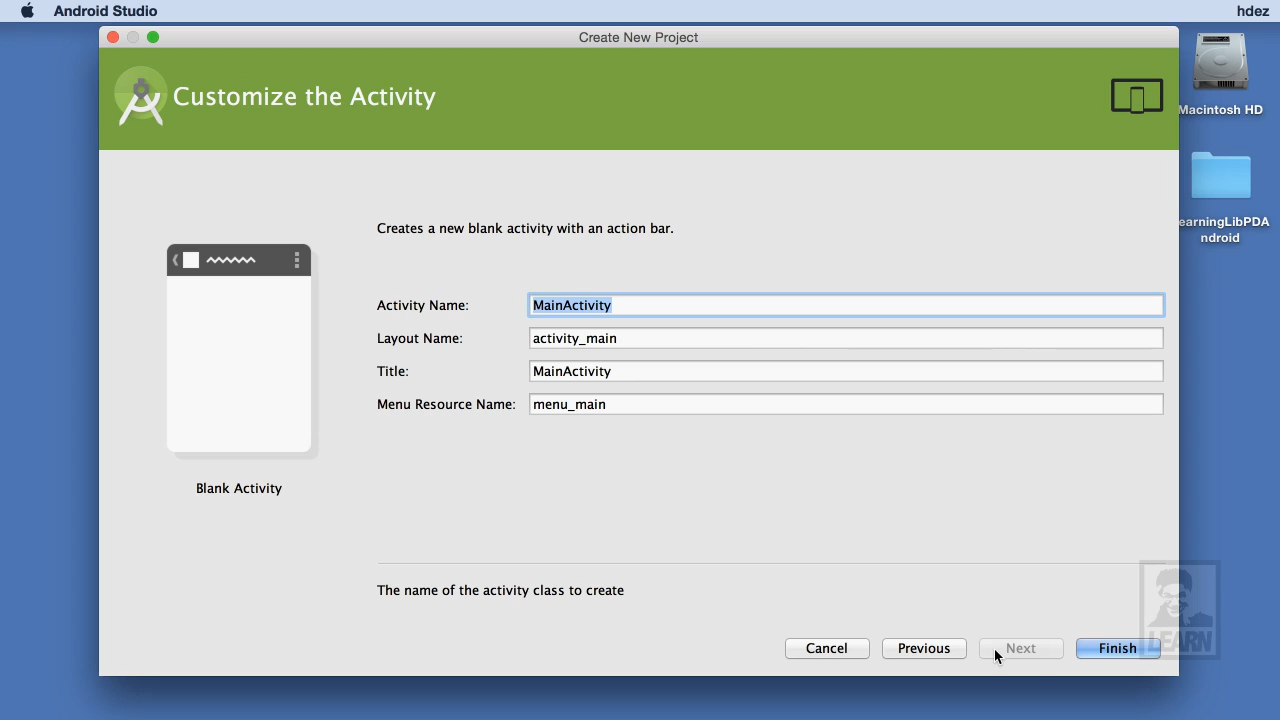 Android Studio
hdez
Create New Project
Customize the Activity
Macintosh HD
earningLibPDA
ndroid
Creates a new blank activity with an action bar.
Activity Name:
MainActivity
Layout Name:
activity_main
Title:
MainActivity
Menu Resource Name:
menu_main
Blank Activity
The name of the activity class to create
Cancel
Previous
Next
Finish
LEARN